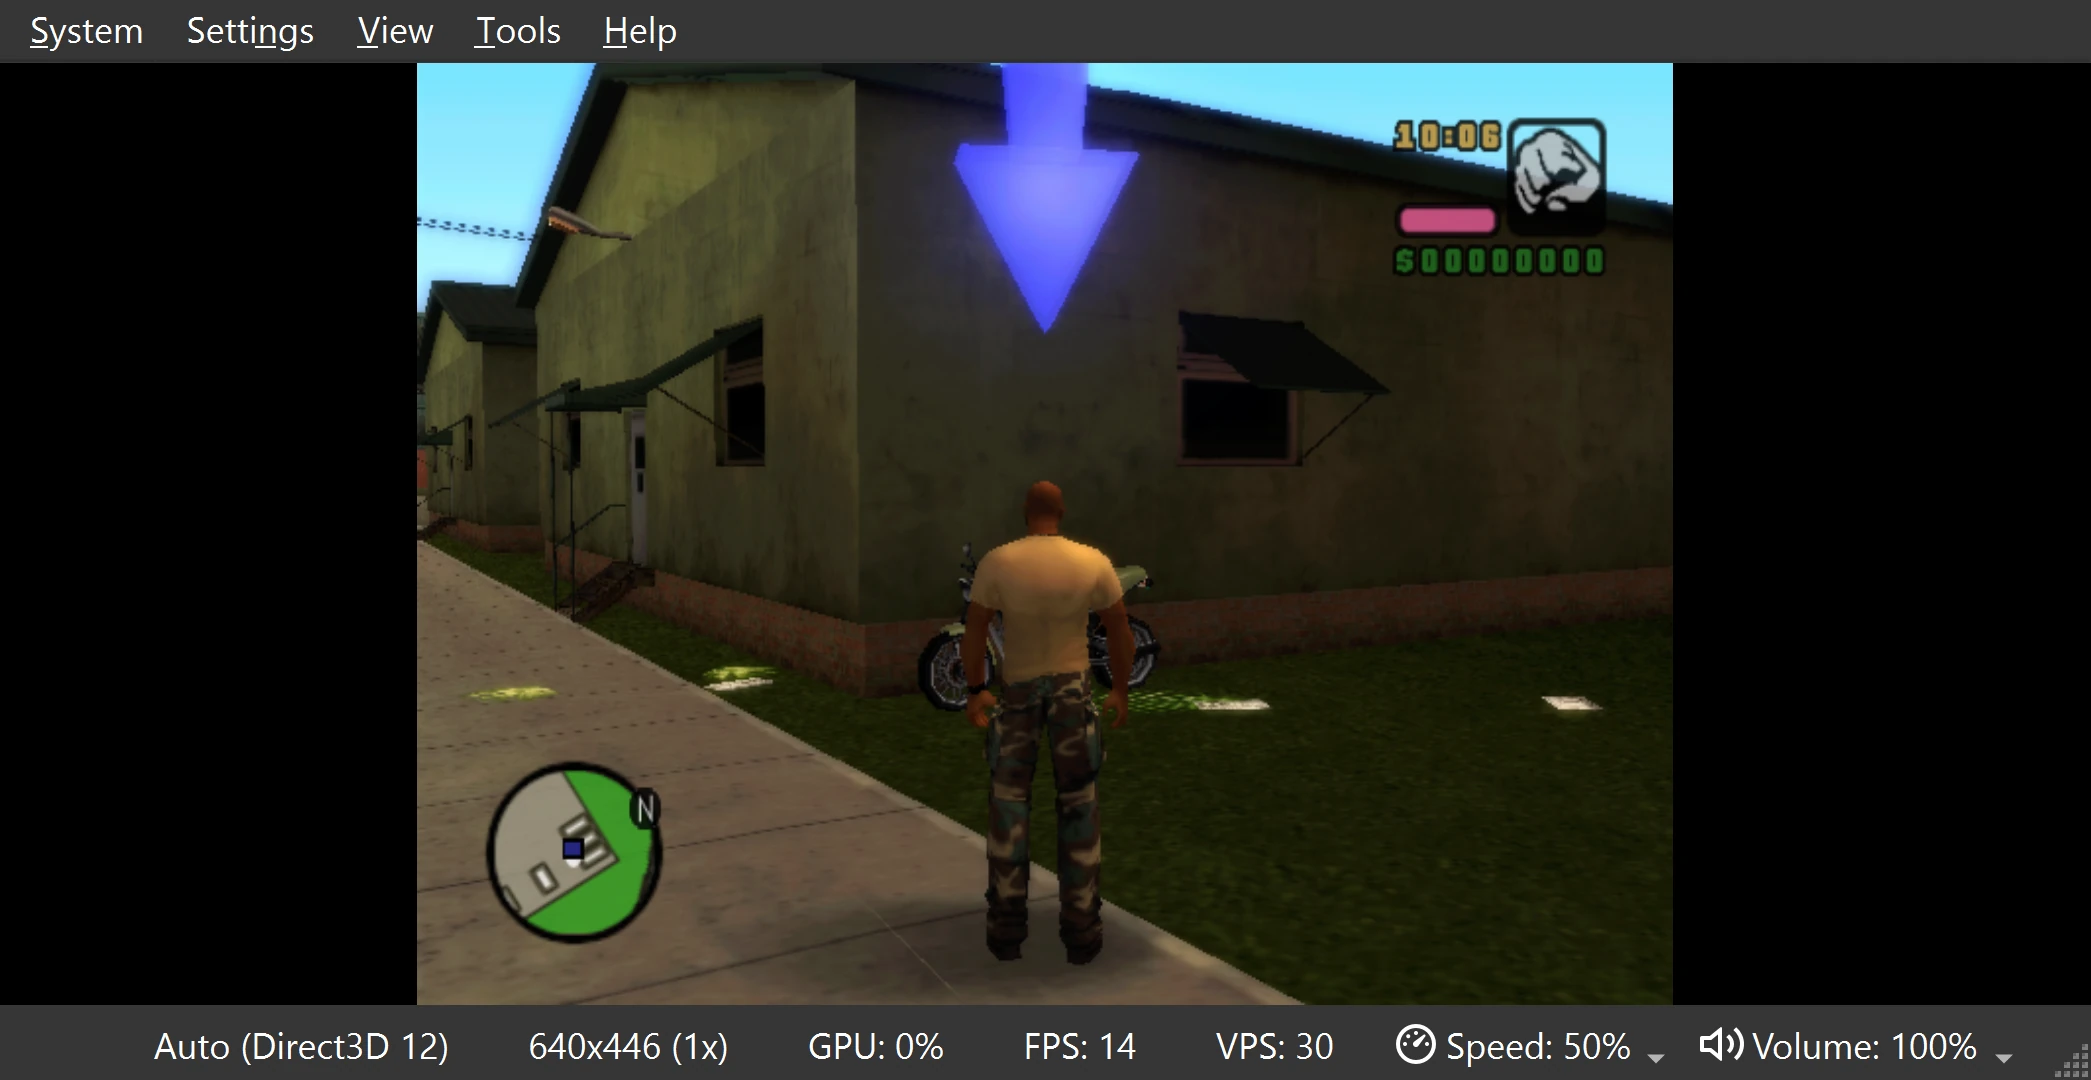 System Settings View Tools Help
10:06
$00000000
N
Auto (Direct3D 12) 640x446 (1x) GPU: 0% FPS: 14 VPS: 30 Speed: 50% Volume: 100%